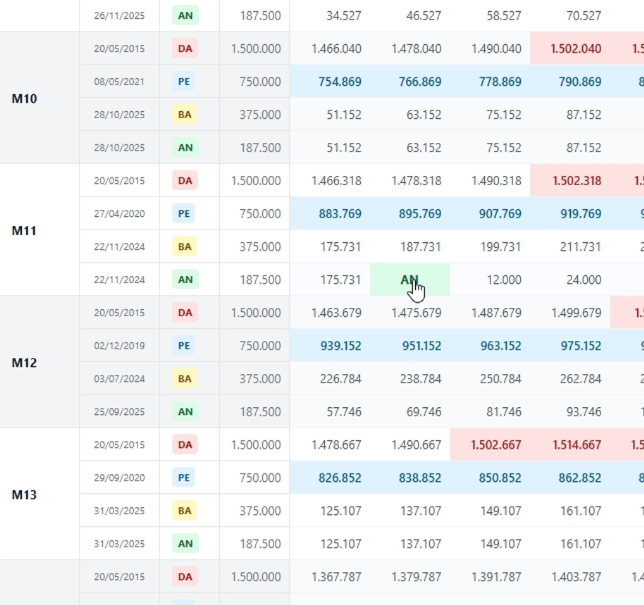 26/11/2025 AN 187.500 34.527 46.527 58.527 70.527
20/05/2015 DA 1.500.000 1.466.040 1.478.040 1.490.040 1.502.040
M10
08/05/2021 PE 750.000 754.869 766.869 778.869 790.869
28/10/2025 BA 375.000 51.152 63.152 75.152 87.152
28/10/2025 AN 187.500 51.152 63.152 75.152 87.152
20/05/2015 DA 1.500.000 1.466.318 1.478.318 1.490.318 1.502.318
M11
27/04/2020 PE 750.000 883.769 895.769 907.769 919.769
22/11/2024 BA 375.000 175.731 187.731 199.731 211.731
22/11/2024 AN 187.500 175.731 AN 12.000 24.000
20/05/2015 DA 1.500.000 1.463.679 1.475.679 1.487.679 1.499.679
M12
02/12/2019 PE 750.000 939.152 951.152 963.152 975.152
03/07/2024 BA 375.000 226.784 238.784 250.784 262.784
25/09/2025 AN 187.500 57.746 69.746 81.746 93.746
20/05/2015 DA 1.500.000 1.478.667 1.490.667 1.502.667 1.514.667
M13
29/09/2020 PE 750.000 826.852 838.852 850.852 862.852
31/03/2025 BA 375.000 125.107 137.107 149.107 161.107
31/03/2025 AN 187.500 125.107 137.107 149.107 161.107
20/05/2015 DA 1.500.000 1.367.787 1.379.787 1.391.787 1.403.787